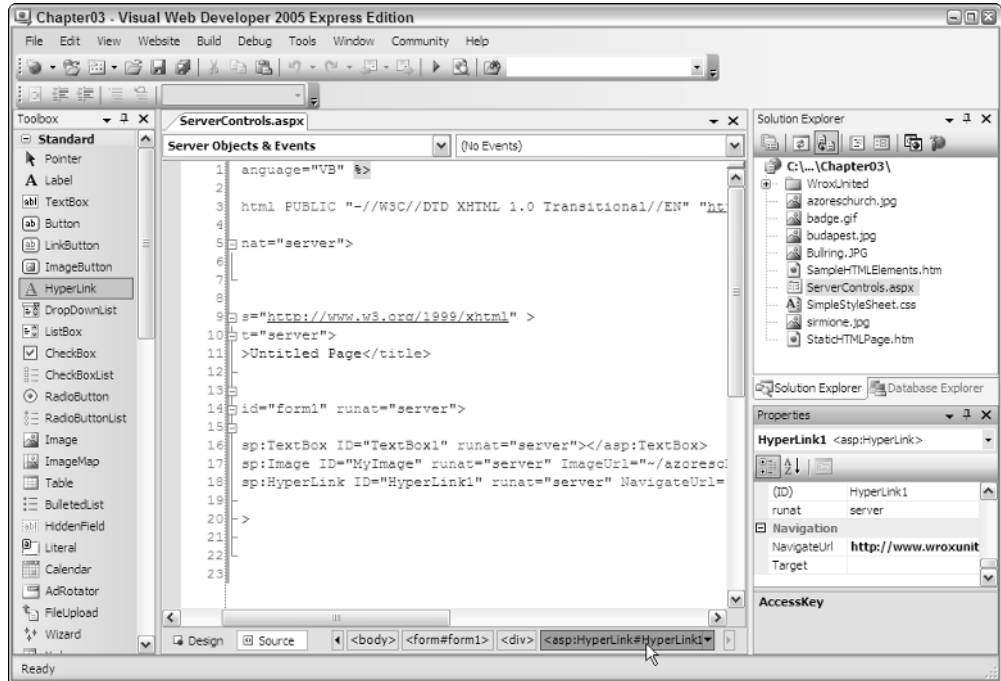 Chapter03 - Visual Web Developer 2005 Express Edition
File Edit View Website Build Debug Tools Window Community Help
Toolbox
Standard
Pointer
A Label
abl TextBox
ab Button
ab LinkButton
ImageButton
A HyperLink
DropDownList
ListBox
CheckBox
CheckBoxList
RadioButton
RadioButtonList
Image
ImageMap
Table
BulletedList
abl HiddenField
Literal
Calendar
AdRotator
FileUpload
Wizard
ServerControls.aspx
Server Objects & Events (No Events)
1 anguage="VB" %>
2
3 html PUBLIC "-//W3C//DTD XHTML 1.0 Transitional//EN" "ht
4
5 nat="server">
6
7
8
9 s="http://www.w3.org/1999/xhtml" >
10 t="server">
11 >Untitled Page</title>
12
13
14 id="form1" runat="server">
15
16 sp:TextBox ID="TextBox1" runat="server"></asp:TextBox>
17 sp:Image ID="MyImage" runat="server" ImageUrl="~/azoresc
18 sp:HyperLink ID="HyperLink1" runat="server" NavigateUrl=
19
20 >
21
22
23
Design Source <body> <form#form1> <div> <asp:HyperLink#HyperLink1
Solution Explorer
C:\...\Chapter03\
WroxUnited
azoreschurch.jpg
badge.gif
budapest.jpg
Bullring.JPG
SampleHTMLElements.htm
ServerControls.aspx
SimpleStyleSheet.css
sirmione.jpg
StaticHTMLPage.htm
Solution Explorer Database Explorer
Properties
HyperLink1 <asp:HyperLink>
(ID) HyperLink1
runat server
Navigation
NavigateUrl http://www.wroxunit
Target
AccessKey
Ready